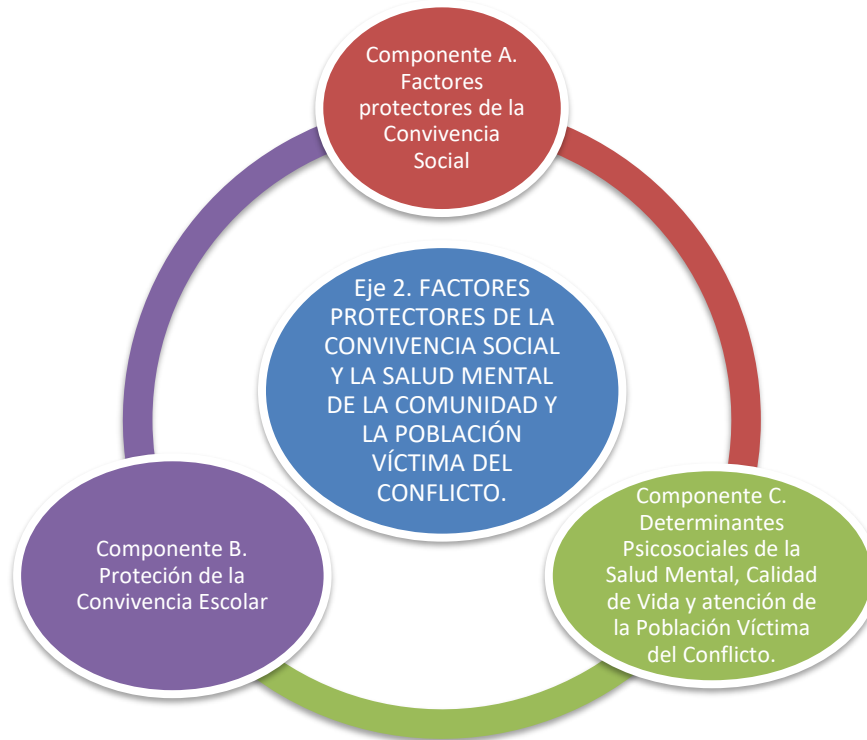 Componente A.
Factores
protectores de la
Convivencia
Social
Eje 2. FACTORES
PROTECTORES DE LA
CONVIVENCIA SOCIAL
Y LA SALUD MENTAL
DE LA COMUNIDAD Y
LA POBLACIÓN
VÍCTIMA DEL
CONFLICTO.
Componente B.
Proteción de la
Convivencia Escolar
Componente C.
Determinantes
Psicosociales de la
Salud Mental, Calidad
de Vida y atención de
la Población Víctima
del Conflicto.